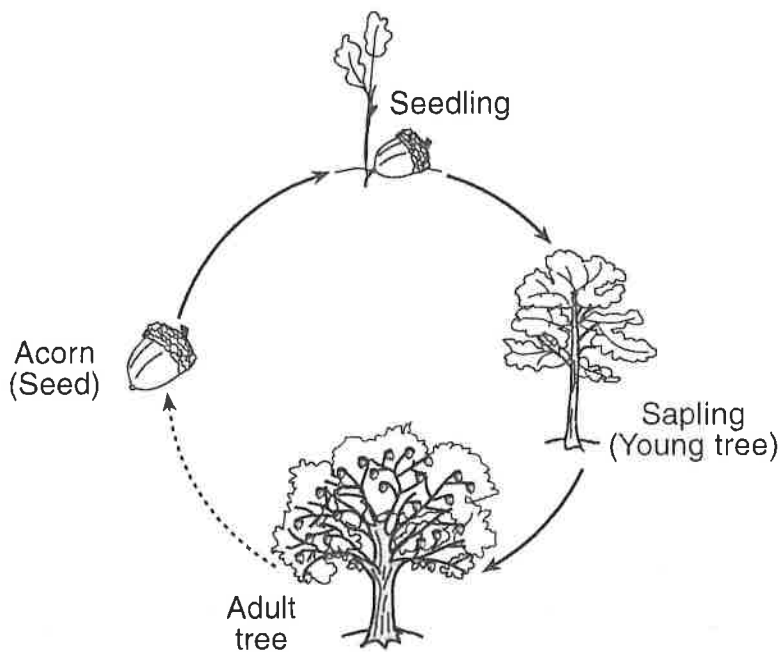 Seedling
Acorn
(Seed)
Sapling
(Young tree)
Adult
tree